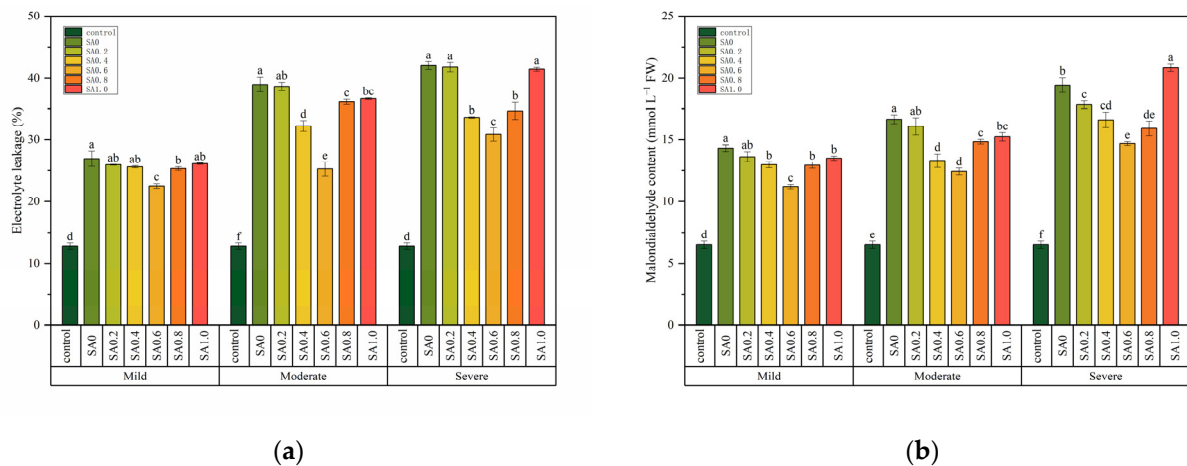 50
40
30
20
10
0
Electrolyte leakage (%)
control
SA0
SA0.2
SA0.4
SA0.6
SA0.8
SA1.0
d
a
ab
ab
c
b
ab
f
a
ab
d
e
c
bc
d
a
a
b
c
b
a
control
SA0
SA0.2
SA0.4
SA0.6
SA0.8
SA1.0
control
SA0
SA0.2
SA0.4
SA0.6
SA0.8
SA1.0
control
SA0
SA0.2
SA0.4
SA0.6
SA0.8
SA1.0
Mild
Moderate
Severe
(a)
25
20
15
10
5
0
Malondialdehyde content (mmol L⁻¹ FW)
control
SA0
SA0.2
SA0.4
SA0.6
SA0.8
SA1.0
d
a
ab
b
c
b
b
e
a
ab
d
d
c
bc
f
b
c
cd
e
de
a
control
SA0
SA0.2
SA0.4
SA0.6
SA0.8
SA1.0
control
SA0
SA0.2
SA0.4
SA0.6
SA0.8
SA1.0
control
SA0
SA0.2
SA0.4
SA0.6
SA0.8
SA1.0
Mild
Moderate
Severe
(b)